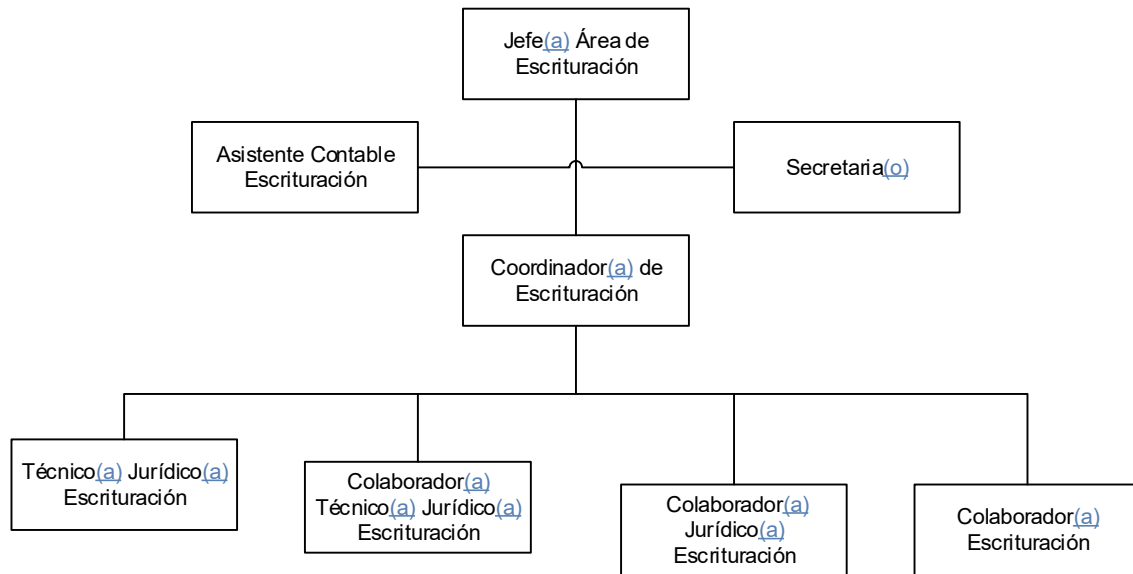 Jefe(a) Área de
Escrituración
Asistente Contable
Escrituración
Secretaria(o)
Coordinador(a) de
Escrituración
Técnico(a) Jurídico(a)
Escrituración
Colaborador(a)
Técnico(a) Jurídico(a)
Escrituración
Colaborador(a)
Jurídico(a)
Escrituración
Colaborador(a)
Escrituración